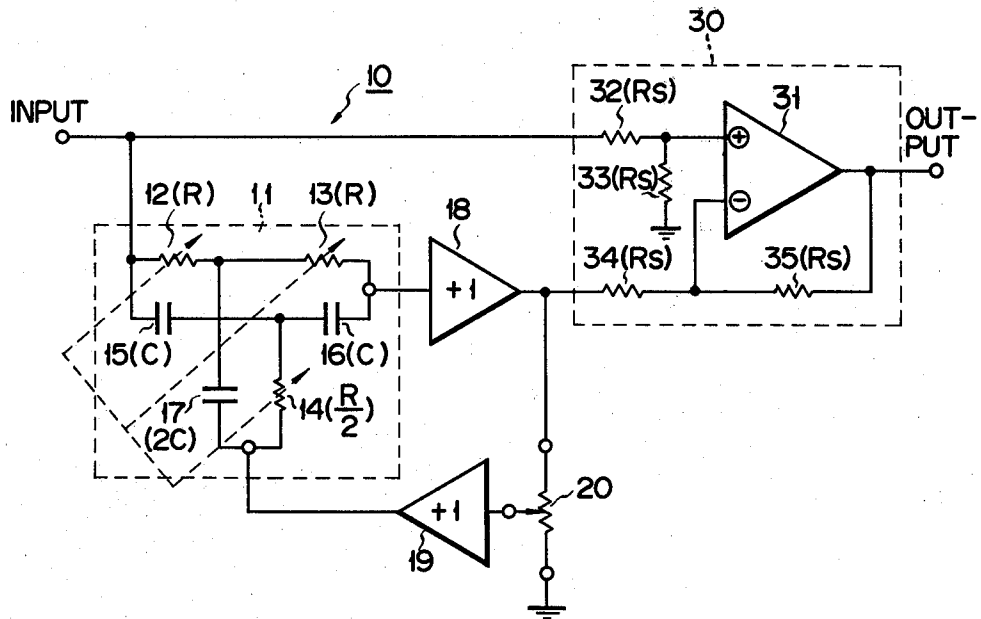 30
10
INPUT
32(Rs)
31
OUT-
PUT
12(R)
11
13(R)
33(Rs)
18
34(Rs)
35(Rs)
+1
15(C)
16(C)
17
(2C)
14(R/2)
20
+1
19